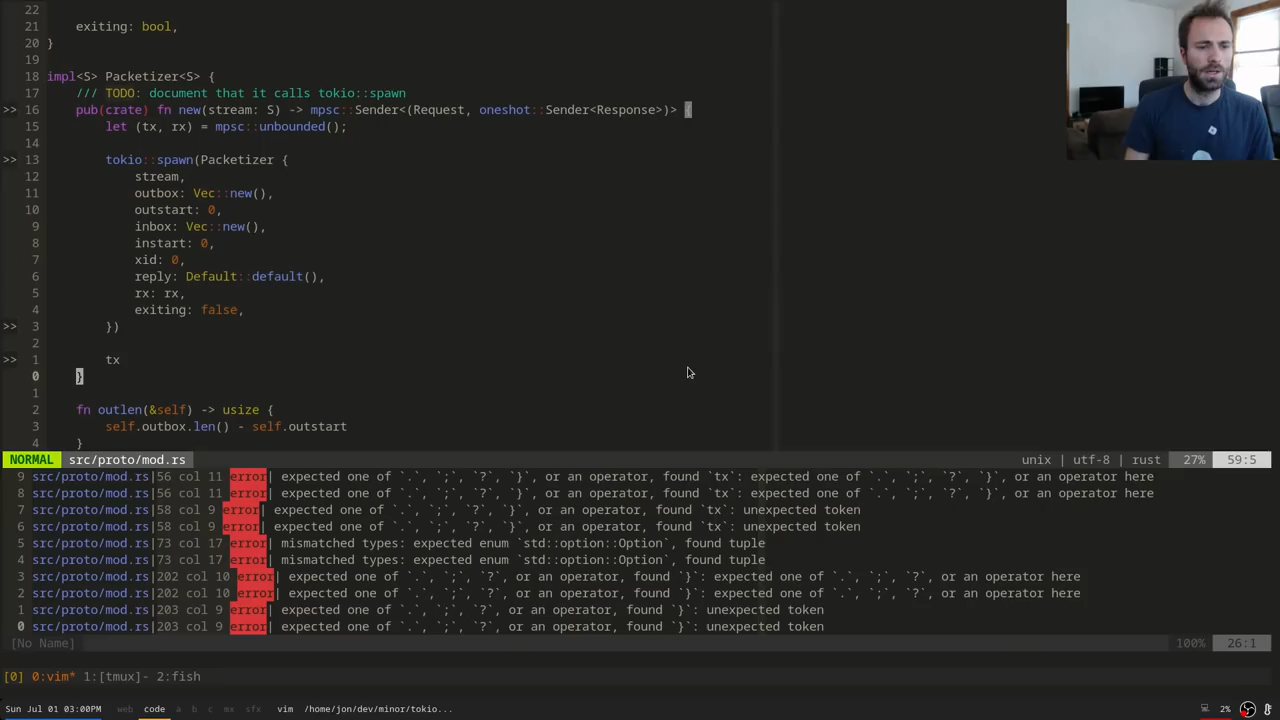 22
21 exiting: bool,
20 }
19
18 impl<S> Packetizer<S> {
17 /// TODO: document that it calls tokio::spawn
>> 16 pub(crate) fn new(stream: S) -> mpsc::Sender<(Request, oneshot::Sender<Response>)> {
15 let (tx, rx) = mpsc::unbounded();
14
>> 13 tokio::spawn(Packetizer {
12 stream,
11 outbox: Vec::new(),
10 outstart: 0,
9 inbox: Vec::new(),
8 instart: 0,
7 xid: 0,
6 reply: Default::default(),
5 rx: rx,
4 exiting: false,
>> 3 })
2
>> 1 tx
0 }
1
2 fn outlen(&self) -> usize {
3 self.outbox.len() - self.outstart
4 }
NORMAL src/proto/mod.rs unix | utf-8 | rust 27% 59:5
9 src/proto/mod.rs|56 col 11 error| expected one of `.`, `;`, `?`, `}`, or an operator, found `tx`: expected one of `.`, `;`, `?`, `}`, or an operator here
8 src/proto/mod.rs|56 col 11 error| expected one of `.`, `;`, `?`, `}`, or an operator, found `tx`: expected one of `.`, `;`, `?`, `}`, or an operator here
7 src/proto/mod.rs|58 col 9 error| expected one of `.`, `;`, `?`, `}`, or an operator, found `tx`: unexpected token
6 src/proto/mod.rs|58 col 9 error| expected one of `.`, `;`, `?`, `}`, or an operator, found `tx`: unexpected token
5 src/proto/mod.rs|73 col 17 error| mismatched types: expected enum `std::option::Option`, found tuple
4 src/proto/mod.rs|73 col 17 error| mismatched types: expected enum `std::option::Option`, found tuple
3 src/proto/mod.rs|202 col 10 error| expected one of `.`, `;`, `?`, or an operator, found `}`: expected one of `.`, `;`, `?`, or an operator here
2 src/proto/mod.rs|202 col 10 error| expected one of `.`, `;`, `?`, or an operator, found `}`: expected one of `.`, `;`, `?`, or an operator here
1 src/proto/mod.rs|203 col 9 error| expected one of `.`, `;`, `?`, or an operator, found `}`: unexpected token
0 src/proto/mod.rs|203 col 9 error| expected one of `.`, `;`, `?`, or an operator, found `}`: unexpected token
[No Name] 100% 26:1
[0] 0:vim* 1:[tmux]- 2:fish
Sun Jul 01 03:00PM web code a b c mx sfx vim /home/jon/dev/minor/tokio... 2%